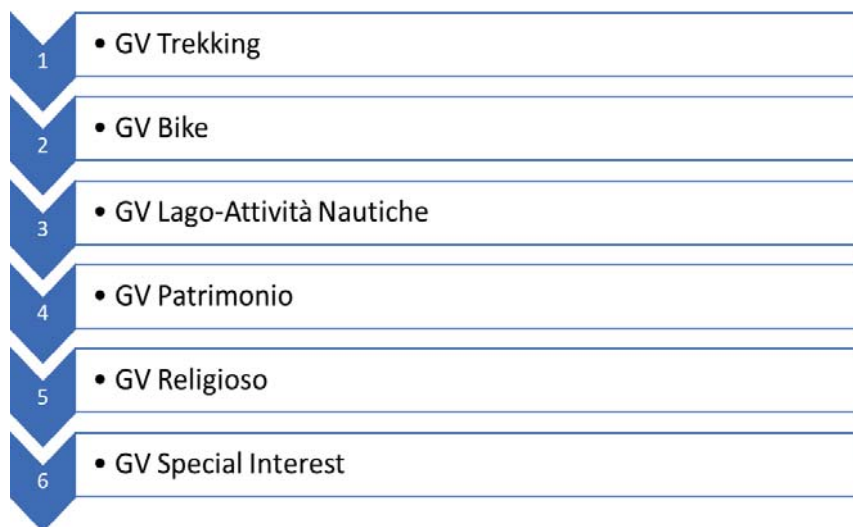 1 • GV Trekking
2 • GV Bike
3 • GV Lago-Attività Nautiche
4 • GV Patrimonio
5 • GV Religioso
6 • GV Special Interest